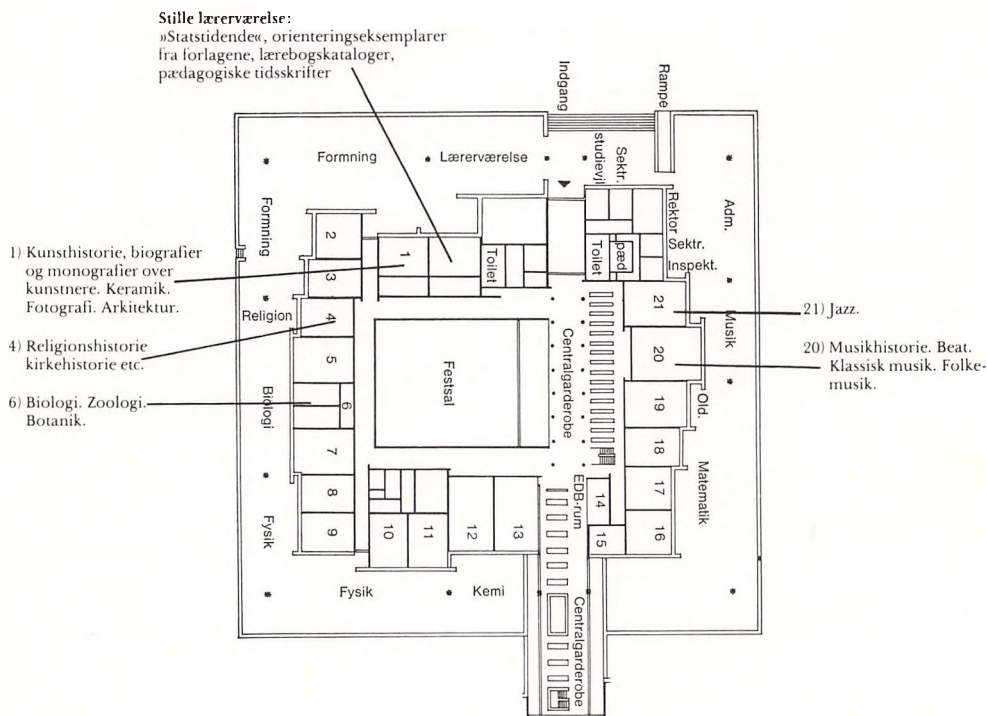 Stille lærerværelse:
»Statstidende«, orienteringseksemplarer
fra forlagene, lærebogskataloger,
pædagogiske tidsskrifter
Indgang
Rampe
Formning
Lærerværelse
studievjl
Sektr.
Formning
Rektor
Adm.
2
1
Toilet
Toilet
pæd
Sektr.
Inspekt.
1) Kunsthistorie, biografier
og monografier over
kunstnere. Keramik.
Fotografi. Arkitektur.
3
21
Musik
21) Jazz.
Religion
4
4) Religionshistorie
kirkehistorie etc.
5
Festsal
Centralgarderobe
20
20) Musikhistorie. Beat.
Klassisk musik. Folke-
musik.
6) Biologi. Zoologi.
Botanik.
Biologi
6
19
Old.
7
18
Matematik
8
EDB-rum
14
17
Fysik
9
10
11
12
13
15
16
Fysik
Kemi
Centralgarderobe